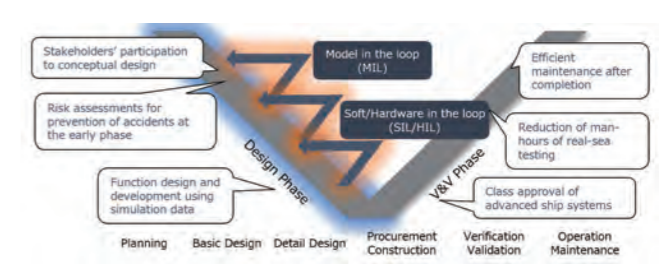 Stakeholders' participation
to conceptual design
Risk assessments for
prevention of accidents at
the early phase
Function design and
development using
simulation data
Model in the loop
(MIL)
Soft/Hardware in the loop
(SIL/HIL)
Design Phase
V&V Phase
Efficient
maintenance after
completion
Reduction of man-
hours of real-sea
testing
Class approval of
advanced ship systems
Planning
Basic Design
Detail Design
Procurement
Construction
Verification
Validation
Operation
Maintenance